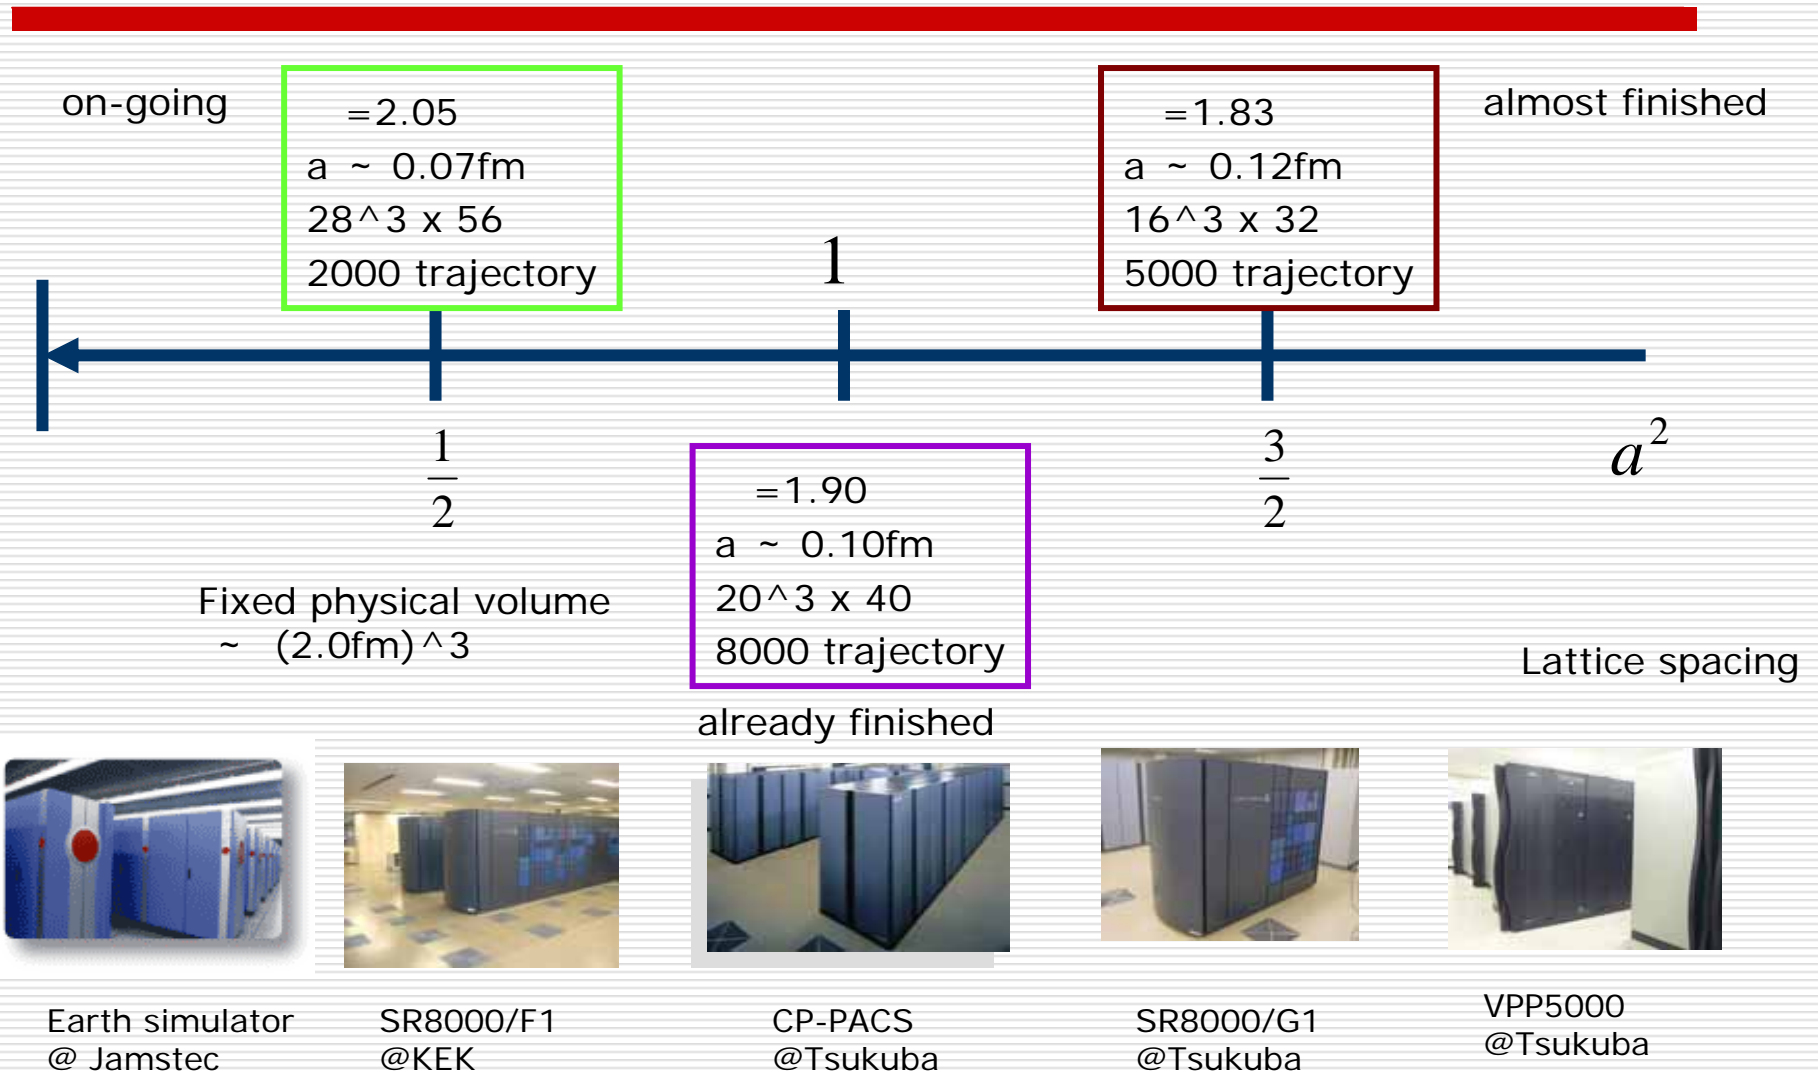 on-going
=2.05
a ~ 0.07fm
28^3 x 56
2000 trajectory
1
=1.83
a ~ 0.12fm
16^3 x 32
5000 trajectory
almost finished
1
2
=1.90
a ~ 0.10fm
20^3 x 40
8000 trajectory
already finished
3
2
a²
Fixed physical volume
~ (2.0fm)^3
Lattice spacing
Earth simulator
@ Jamstec
SR8000/F1
@KEK
CP-PACS
@Tsukuba
SR8000/G1
@Tsukuba
VPP5000
@Tsukuba